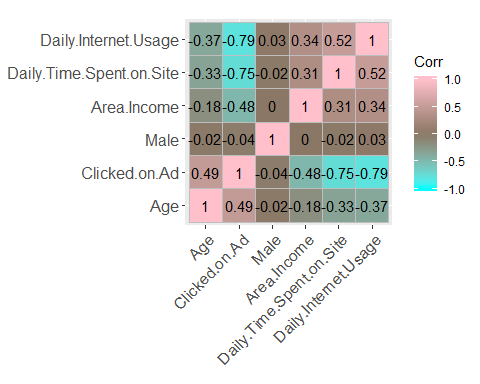 Daily.Internet.Usage -0.37 -0.79 0.03 0.34 0.52 1
Daily.Time.Spent.on.Site -0.33 -0.75 -0.02 0.31 1 0.52
Area.Income -0.18 -0.48 0 1 0.31 0.34
Male -0.02 -0.04 1 0 -0.02 0.03
Clicked.on.Ad 0.49 1 -0.04 -0.48 -0.75 -0.79
Age 1 0.49 -0.02 -0.18 -0.33 -0.37
Age
Clicked.on.Ad
Male
Area.Income
Daily.Time.Spent.on.Site
Daily.Internet.Usage
Corr
1.0
0.5
0.0
-0.5
-1.0